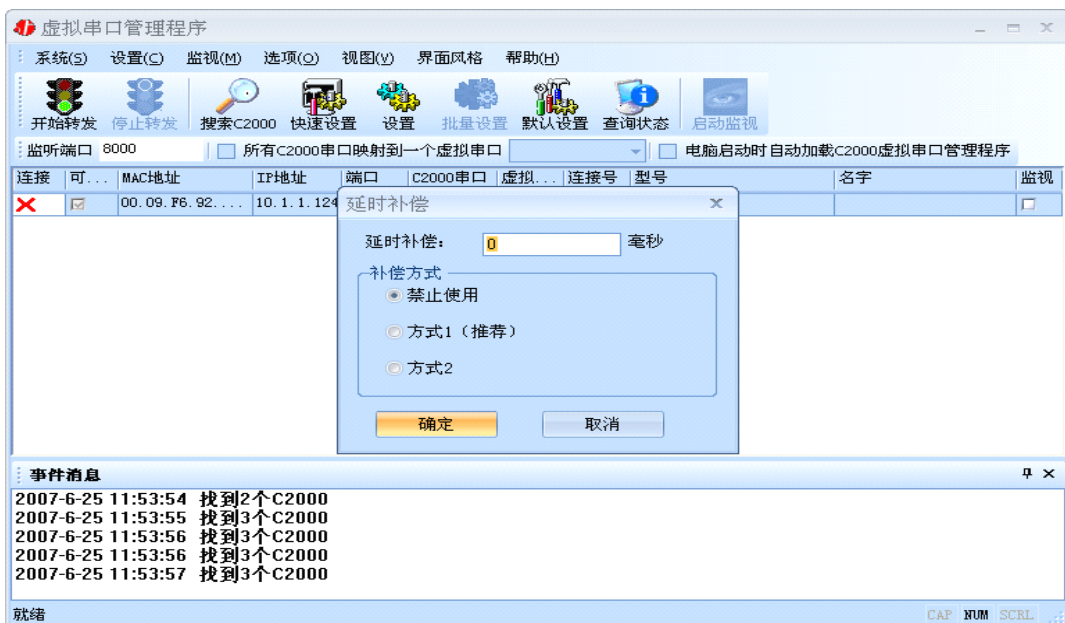 虚拟串口管理程序
系统(S) 设置(C) 监视(M) 选项(O) 视图(V) 界面风格 帮助(H)
开始转发 停止转发 搜索C2000 快速设置 设置 批量设置 默认设置 查询状态 启动监视
监听端口 8000 所有C2000串口映射到一个虚拟串口 电脑启动时自动加载C2000虚拟串口管理程序
连接 可... MAC地址 IP地址 端口 C2000串口 虚拟... 连接号 型号 名字 监视
00.09.F6.92.... 10.1.1.124
延时补偿
延时补偿: 0 毫秒
补偿方式
禁止使用
方式1（推荐）
方式2
确定 取消
事件消息
2007-6-25 11:53:54 找到2个C2000
2007-6-25 11:53:55 找到3个C2000
2007-6-25 11:53:56 找到3个C2000
2007-6-25 11:53:56 找到3个C2000
2007-6-25 11:53:57 找到3个C2000
就绪 CAP NUM SCRL